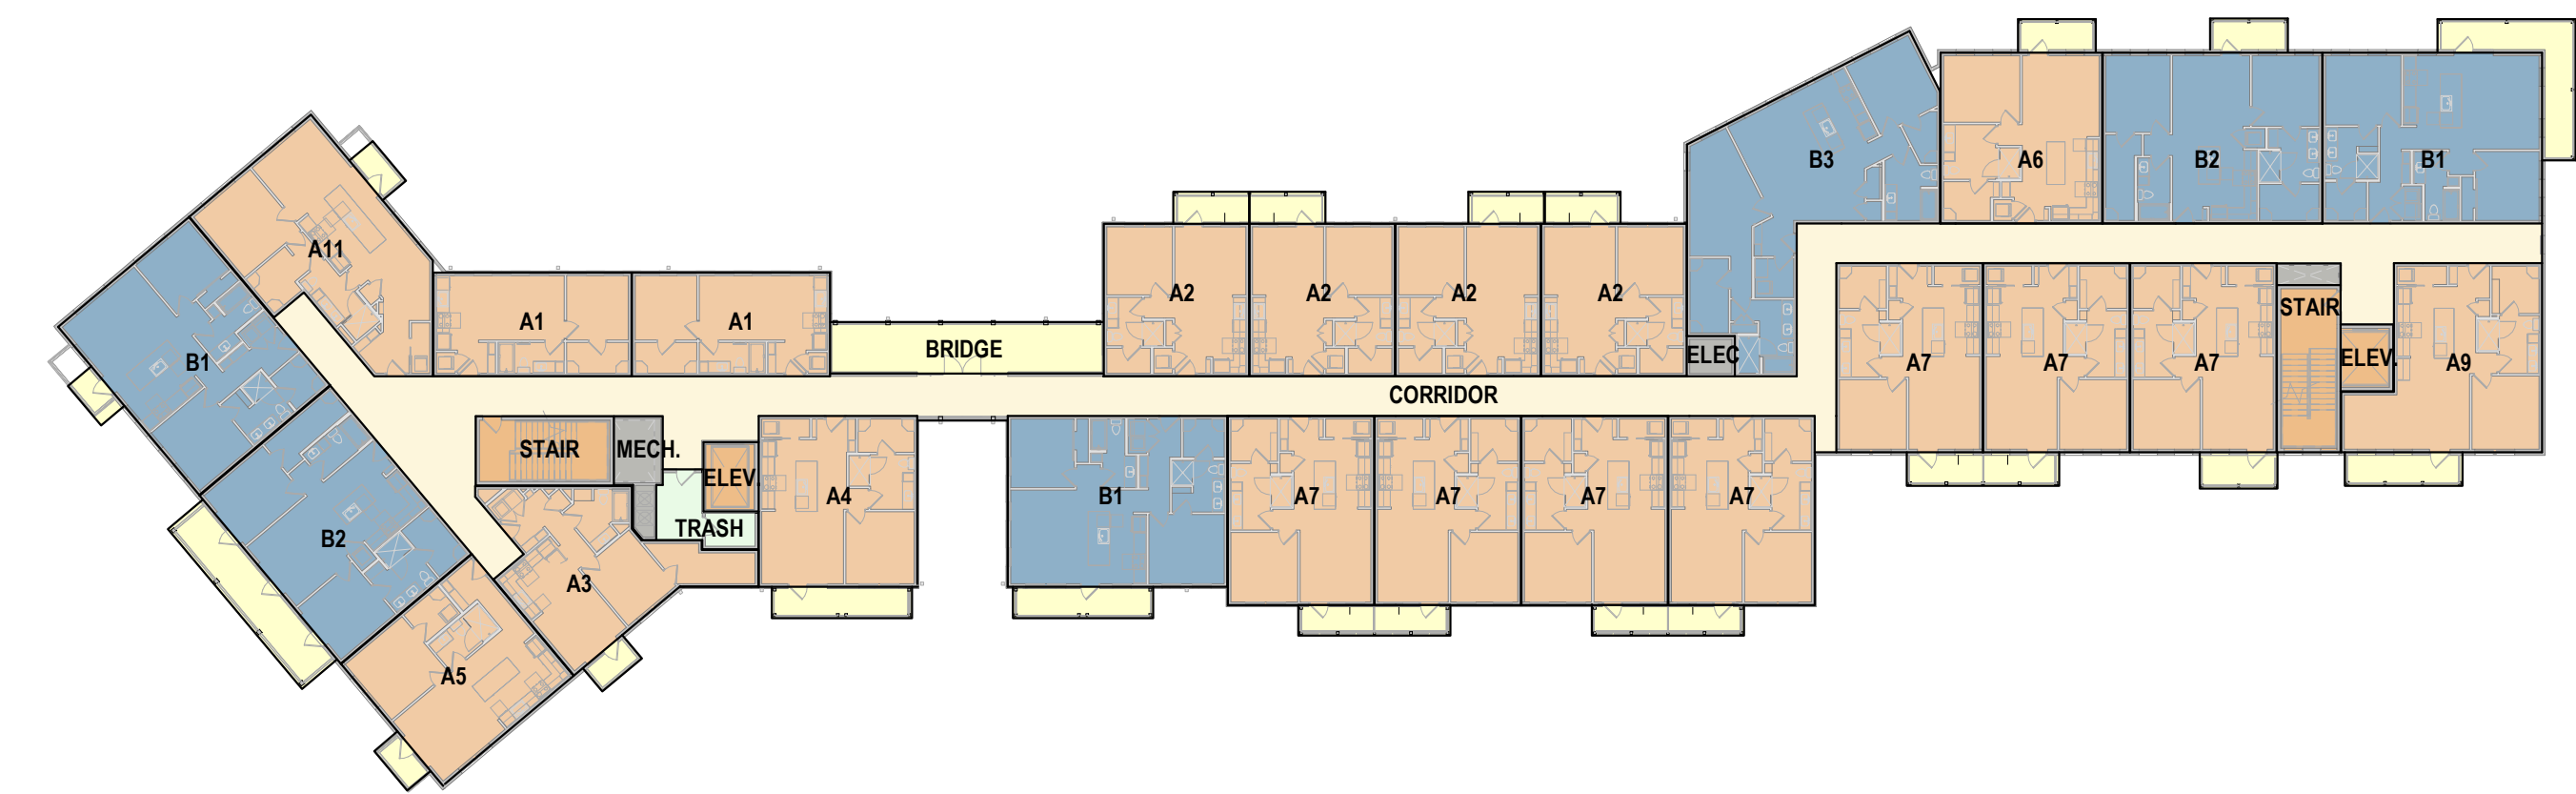 B3
A6
B2
B1
A11
A1
A1
A2
A2
A2
A2
STAIR
BRIDGE
ELEC
ELEV.
B1
A7
A7
A7
A9
CORRIDOR
STAIR
MECH.
ELEV.
A4
B1
A7
A7
A7
A7
TRASH
B2
A3
A5